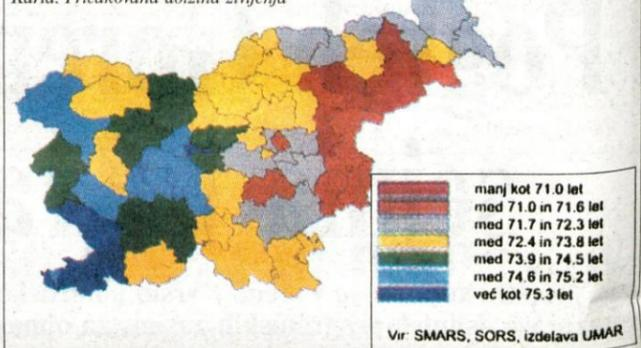 Karta: Pričakovana dolžina življenja
manj kot 71.0 let
med 71.0 in 71.6 let
med 71.7 in 72.3 let
med 72.4 in 73.8 let
med 73.9 in 74.5 let
med 74.6 in 75.2 let
več kot 75.3 let
Vir: SMARS, SORS, izdelava UMAR